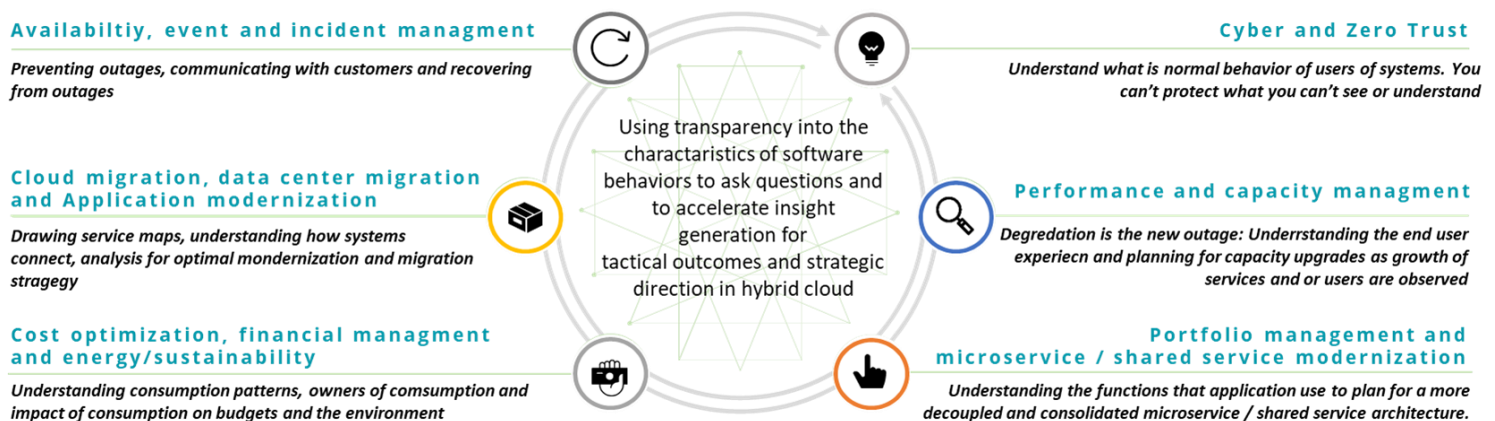 Availabiltiy, event and incident managment
Preventing outages, communicating with customers and recovering
from outages
Cloud migration, data center migration
and Application modernization
Drawing service maps, understanding how systems
connect, analysis for optimal mondernization and migration
stragegy
Cost optimization, financial managment
and energy/sustainability
Understanding consumption patterns, owners of comsumption and
impact of consumption on budgets and the environment
Using transparency into the
charactaristics of software
behaviors to ask questions and
to accelerate insight
generation for
tactical outcomes and strategic
direction in hybrid cloud
Cyber and Zero Trust
Understand what is normal behavior of users of systems. You
can't protect what you can't see or understand
Performance and capacity managment
Degredation is the new outage: Underrstanding the end user
experiecn and planning for capacity upgrades as growth of
services and or users are observed
Portfolio management and
microservice / shared service modernization
Understanding the functions that application use to plan for a more
decoupled and consolidated microservice / shared service architecture.